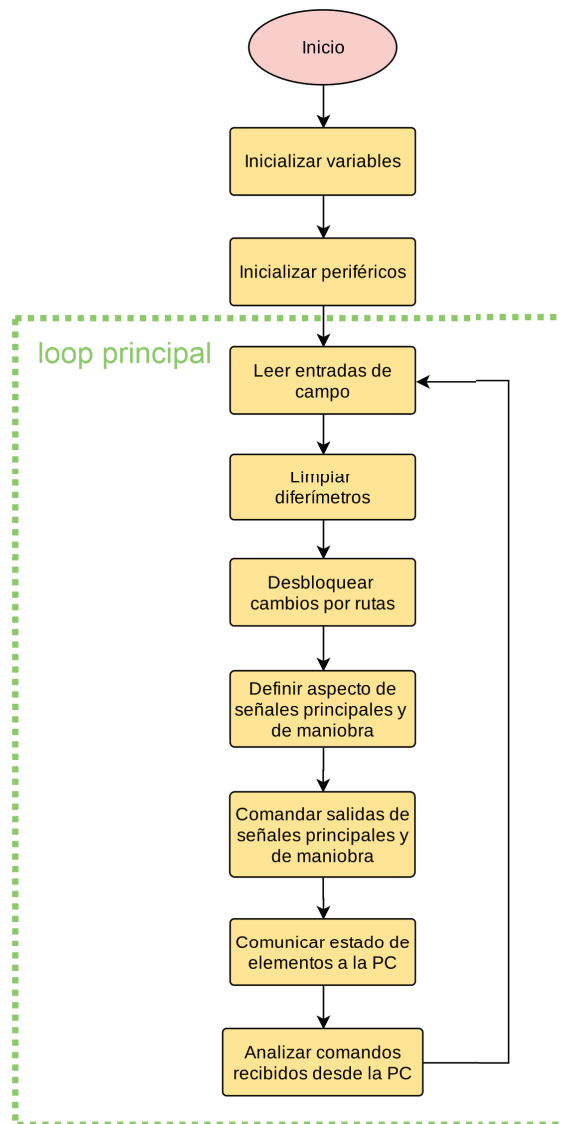 Inicio
Inicializar variables
Inicializar periféricos
loop principal
Leer entradas de
campo
Limpiar
diferímetros
Desbloquear
cambios por rutas
Definir aspecto de
señales principales y
de maniobra
Comandar salidas de
señales principales y
de maniobra
Comunicar estado de
elementos a la PC
Analizar comandos
recibidos desde la PC